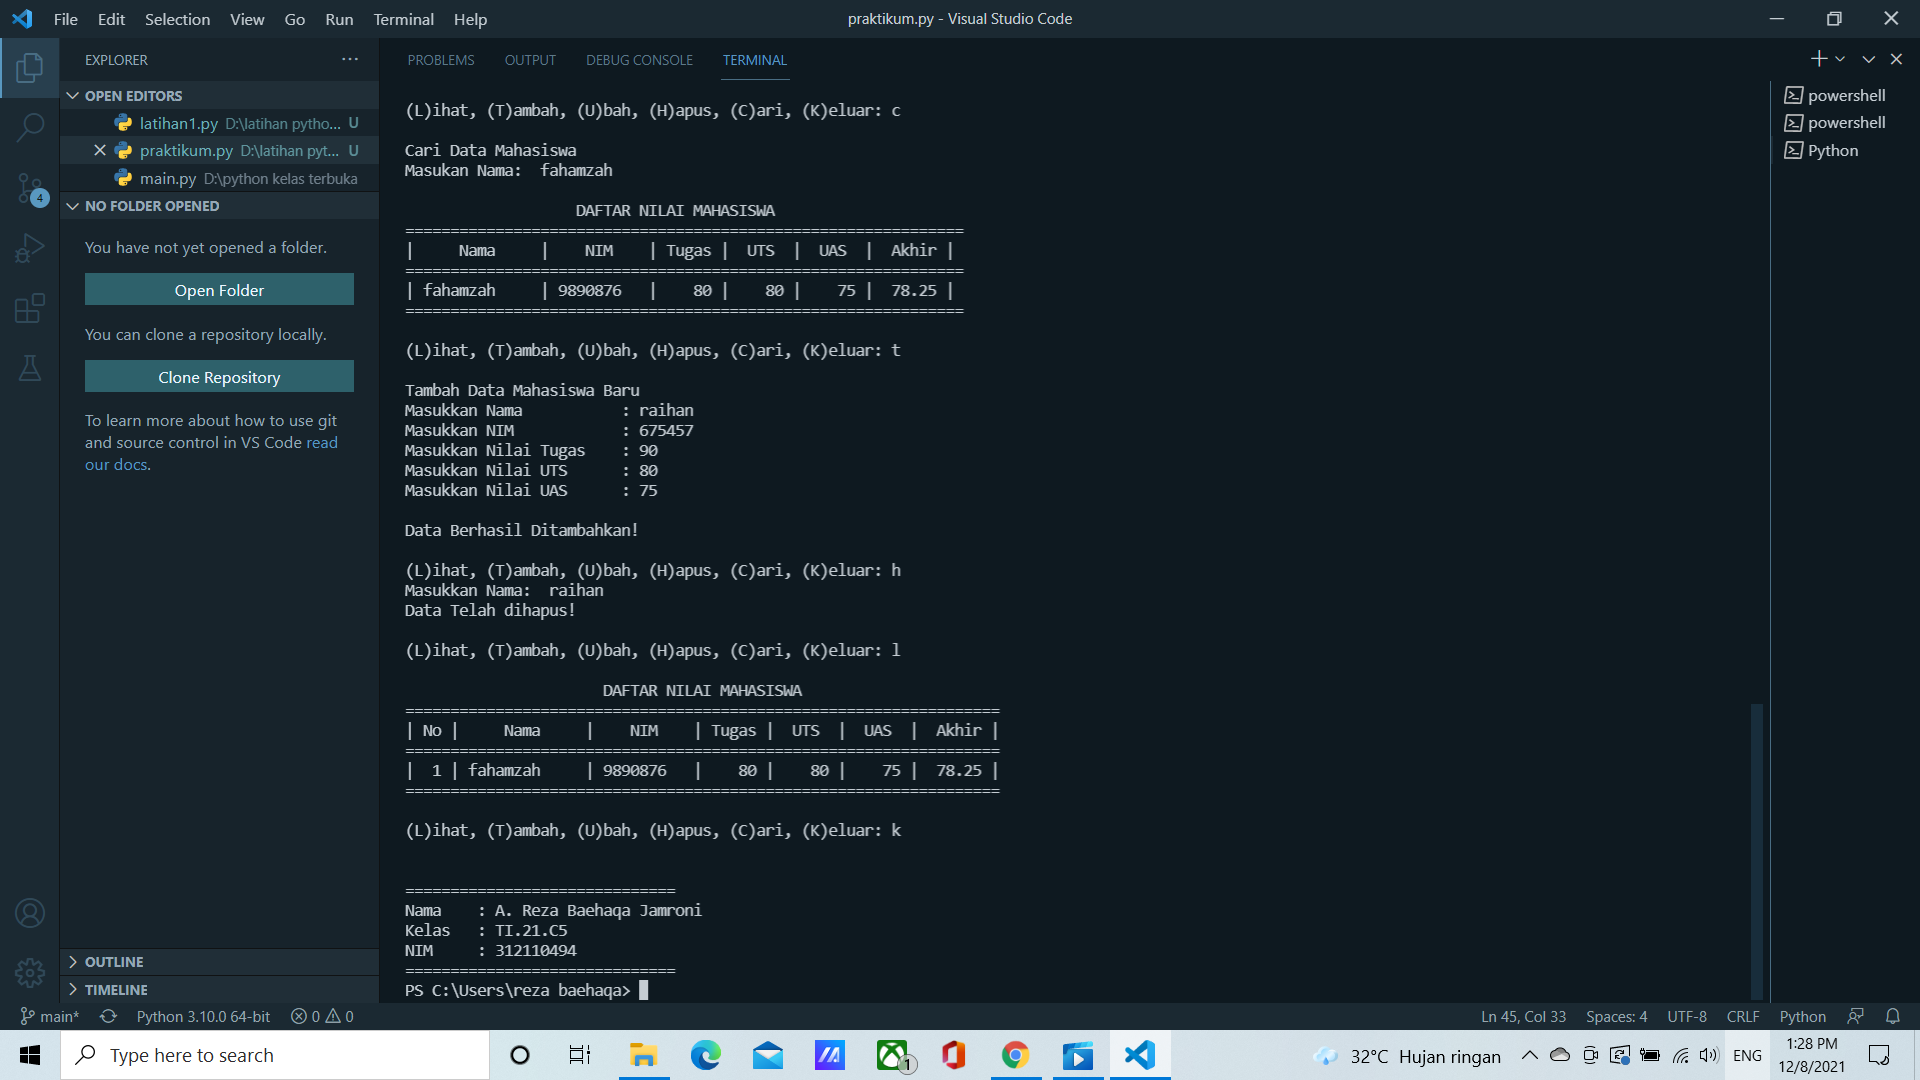 File Edit Selection View Go Run Terminal Help
praktikum.py - Visual Studio Code
EXPLORER
OPEN EDITORS
latihan1.py D:\latihan pytho... U
praktikum.py D:\latihan pyt... U
main.py D:\python kelas terbuka
NO FOLDER OPENED
You have not yet opened a folder.
Open Folder
You can clone a repository locally.
Clone Repository
To learn more about how to use git
and source control in VS Code read
our docs.
OUTLINE
TIMELINE
4
PROBLEMS OUTPUT DEBUG CONSOLE TERMINAL
(L)ihat, (T)ambah, (U)bah, (H)apus, (C)ari, (K)eluar: c
Cari Data Mahasiswa
Masukan Nama:  fahamzah
DAFTAR NILAI MAHASISWA
==============================================================
|     Nama     |    NIM    | Tugas |  UTS  |  UAS  |  Akhir |
==============================================================
| fahamzah     | 9890876   |    80 |    80 |    75 |  78.25 |
==============================================================
(L)ihat, (T)ambah, (U)bah, (H)apus, (C)ari, (K)eluar: t
Tambah Data Mahasiswa Baru
Masukkan Nama           : raihan
Masukkan NIM            : 675457
Masukkan Nilai Tugas    : 90
Masukkan Nilai UTS      : 80
Masukkan Nilai UAS      : 75
Data Berhasil Ditambahkan!
(L)ihat, (T)ambah, (U)bah, (H)apus, (C)ari, (K)eluar: h
Masukkan Nama:  raihan
Data Telah dihapus!
(L)ihat, (T)ambah, (U)bah, (H)apus, (C)ari, (K)eluar: l
DAFTAR NILAI MAHASISWA
==================================================================
| No |     Nama     |    NIM    | Tugas |  UTS  |  UAS  |  Akhir |
==================================================================
|  1 | fahamzah     | 9890876   |    80 |    80 |    75 |  78.25 |
==================================================================
(L)ihat, (T)ambah, (U)bah, (H)apus, (C)ari, (K)eluar: k
==============================
Nama    : A. Reza Baehaqa Jamroni
Kelas   : TI.21.C5
NIM     : 312110494
==============================
PS C:\Users\reza baehaqa>
powershell
powershell
Python
main* Python 3.10.0 64-bit 0 0 Ln 45, Col 33 Spaces: 4 UTF-8 CRLF Python
Type here to search
1
32°C Hujan ringan
ENG
1:28 PM
12/8/2021